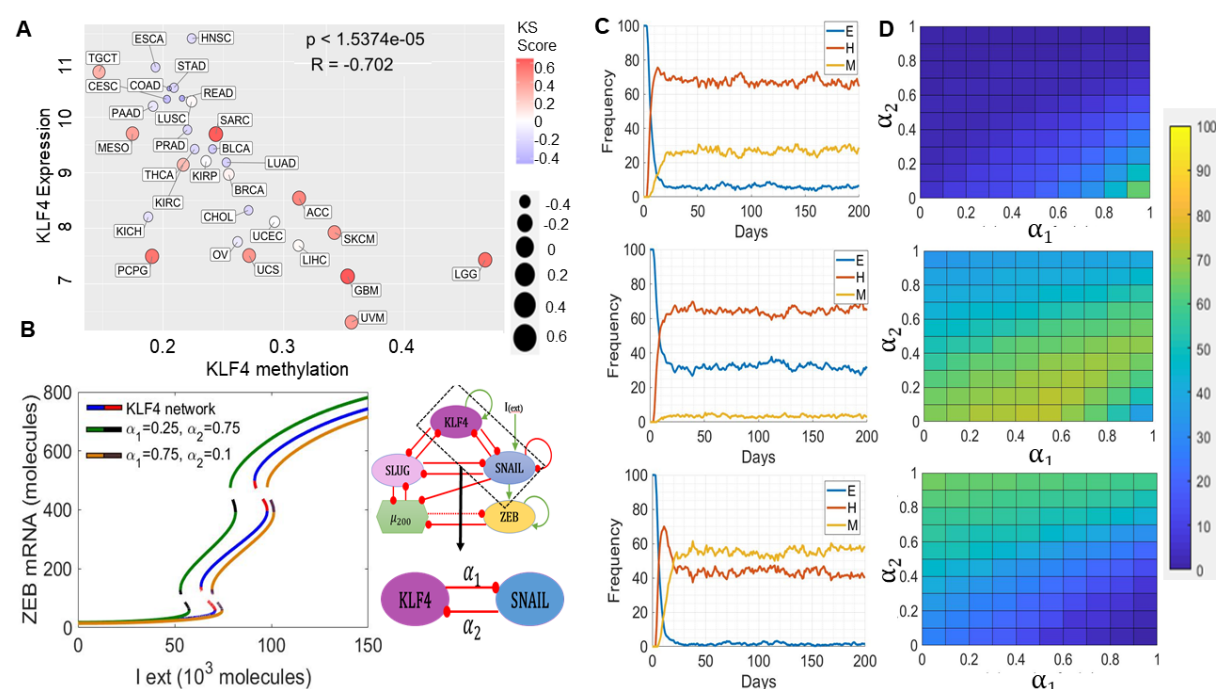 A
p < 1.5374e-05
R = -0.702
KLF4 Expression
11
10
9
8
7
0.2
0.3
0.4
KLF4 methylation
ESCA
HNSC
TGCT
STAD
COAD
CESC
READ
PAAD
LUSC
SARC
MESO
PRAD
BLCA
LUAD
THCA
KIRP
BRCA
KIRC
CHOL
ACC
KICH
UCEC
SKCM
OV
LIHC
PCPG
UCS
LGG
GBM
UVM
KS
Score
0.6
0.4
0.2
0
-0.2
-0.4
-0.4
-0.2
0
0.2
0.4
0.6
B
ZEB mRNA (molecules)
800
600
400
200
0
0
50
100
150
I ext (10³ molecules)
KLF4 network
α₁=0.25, α₂=0.75
α₁=0.75, α₂=0.1
KLF4
I(ext)
SLUG
SNAIL
μ₂₀₀
ZEB
α₁
KLF4
SNAIL
α₂
C
Frequency
100
80
60
40
20
0
0
50
100
150
200
Days
E
H
M
Frequency
100
80
60
40
20
0
0
50
100
150
200
Days
E
H
M
Frequency
100
80
60
40
20
0
0
50
100
150
200
Days
E
H
M
D
α₂
1
0.8
0.6
0.4
0.2
0
0
0.2
0.4
0.6
0.8
1
α₁
α₂
1
0.8
0.6
0.4
0.2
0
0
0.2
0.4
0.6
0.8
1
α₁
α₂
1
0.8
0.6
0.4
0.2
0
0
0.2
0.4
0.6
0.8
1
α₁
100
90
80
70
60
50
40
30
20
10
0